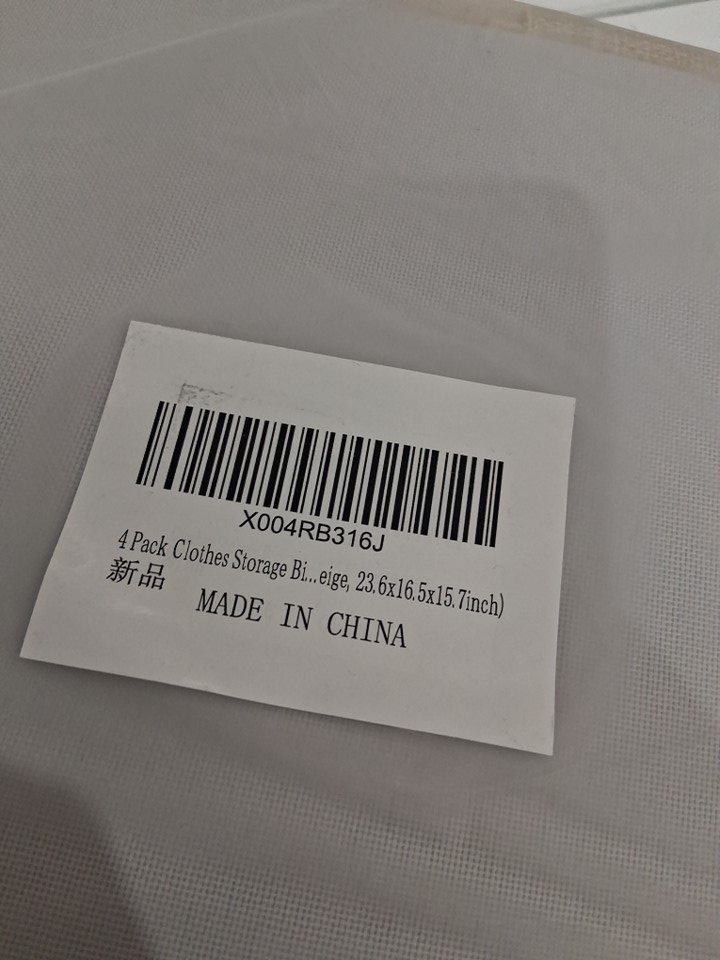 X004RB316J
4 Pack Clothes Storage Bi...eige, 23.6x16.5x15.7inch)
新品
MADE IN CHINA